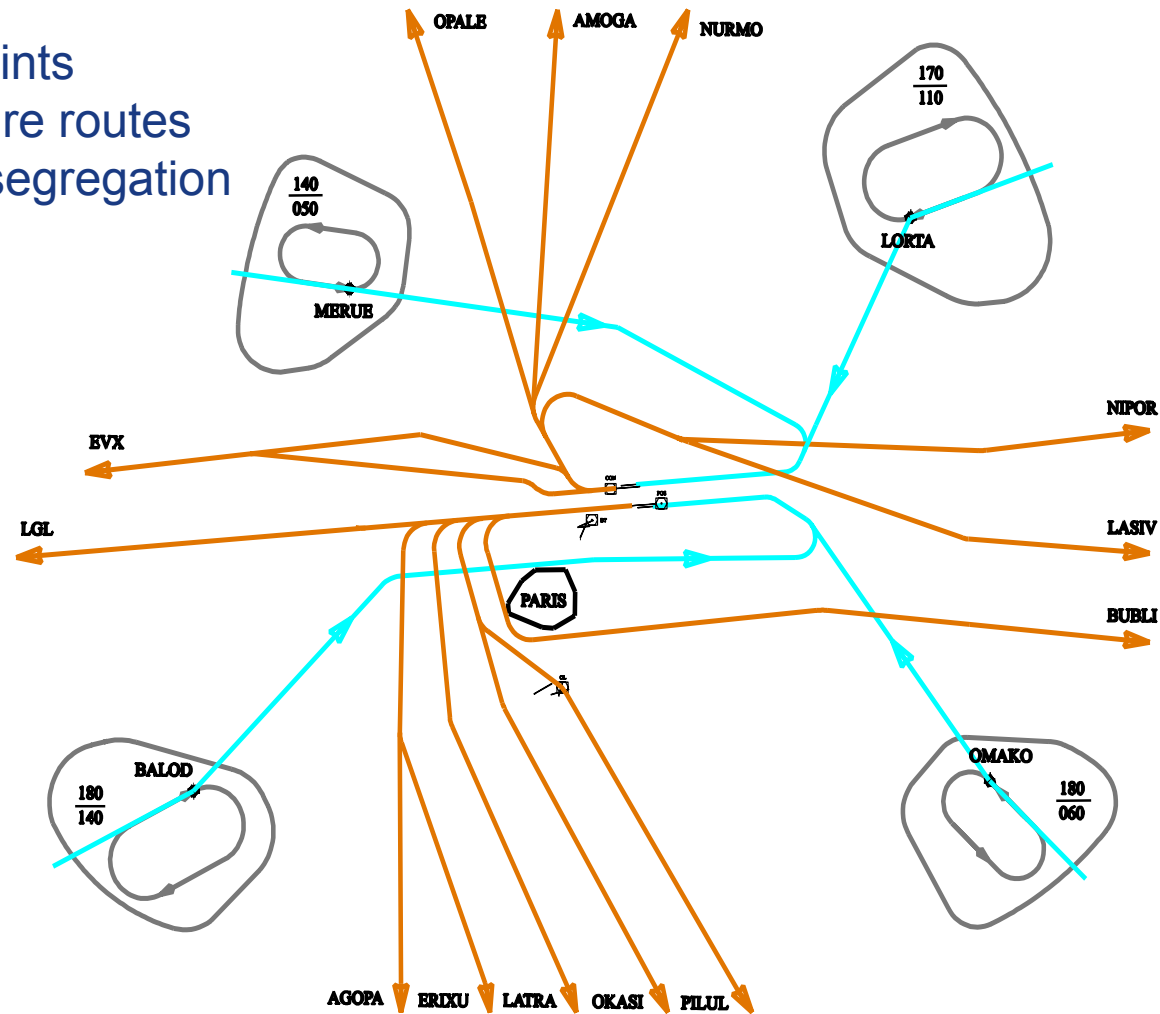 ints
re routes
segregation
OPALE
AMOGA
NURMO
170
110
140
050
LORTA
MERUE
NIPOR
EVX
LGL
LASIV
PARIS
BUBLI
BALOD
OMAKO
180
140
180
060
AGOPA
ERIXU
LATRA
OKASI
PILUL